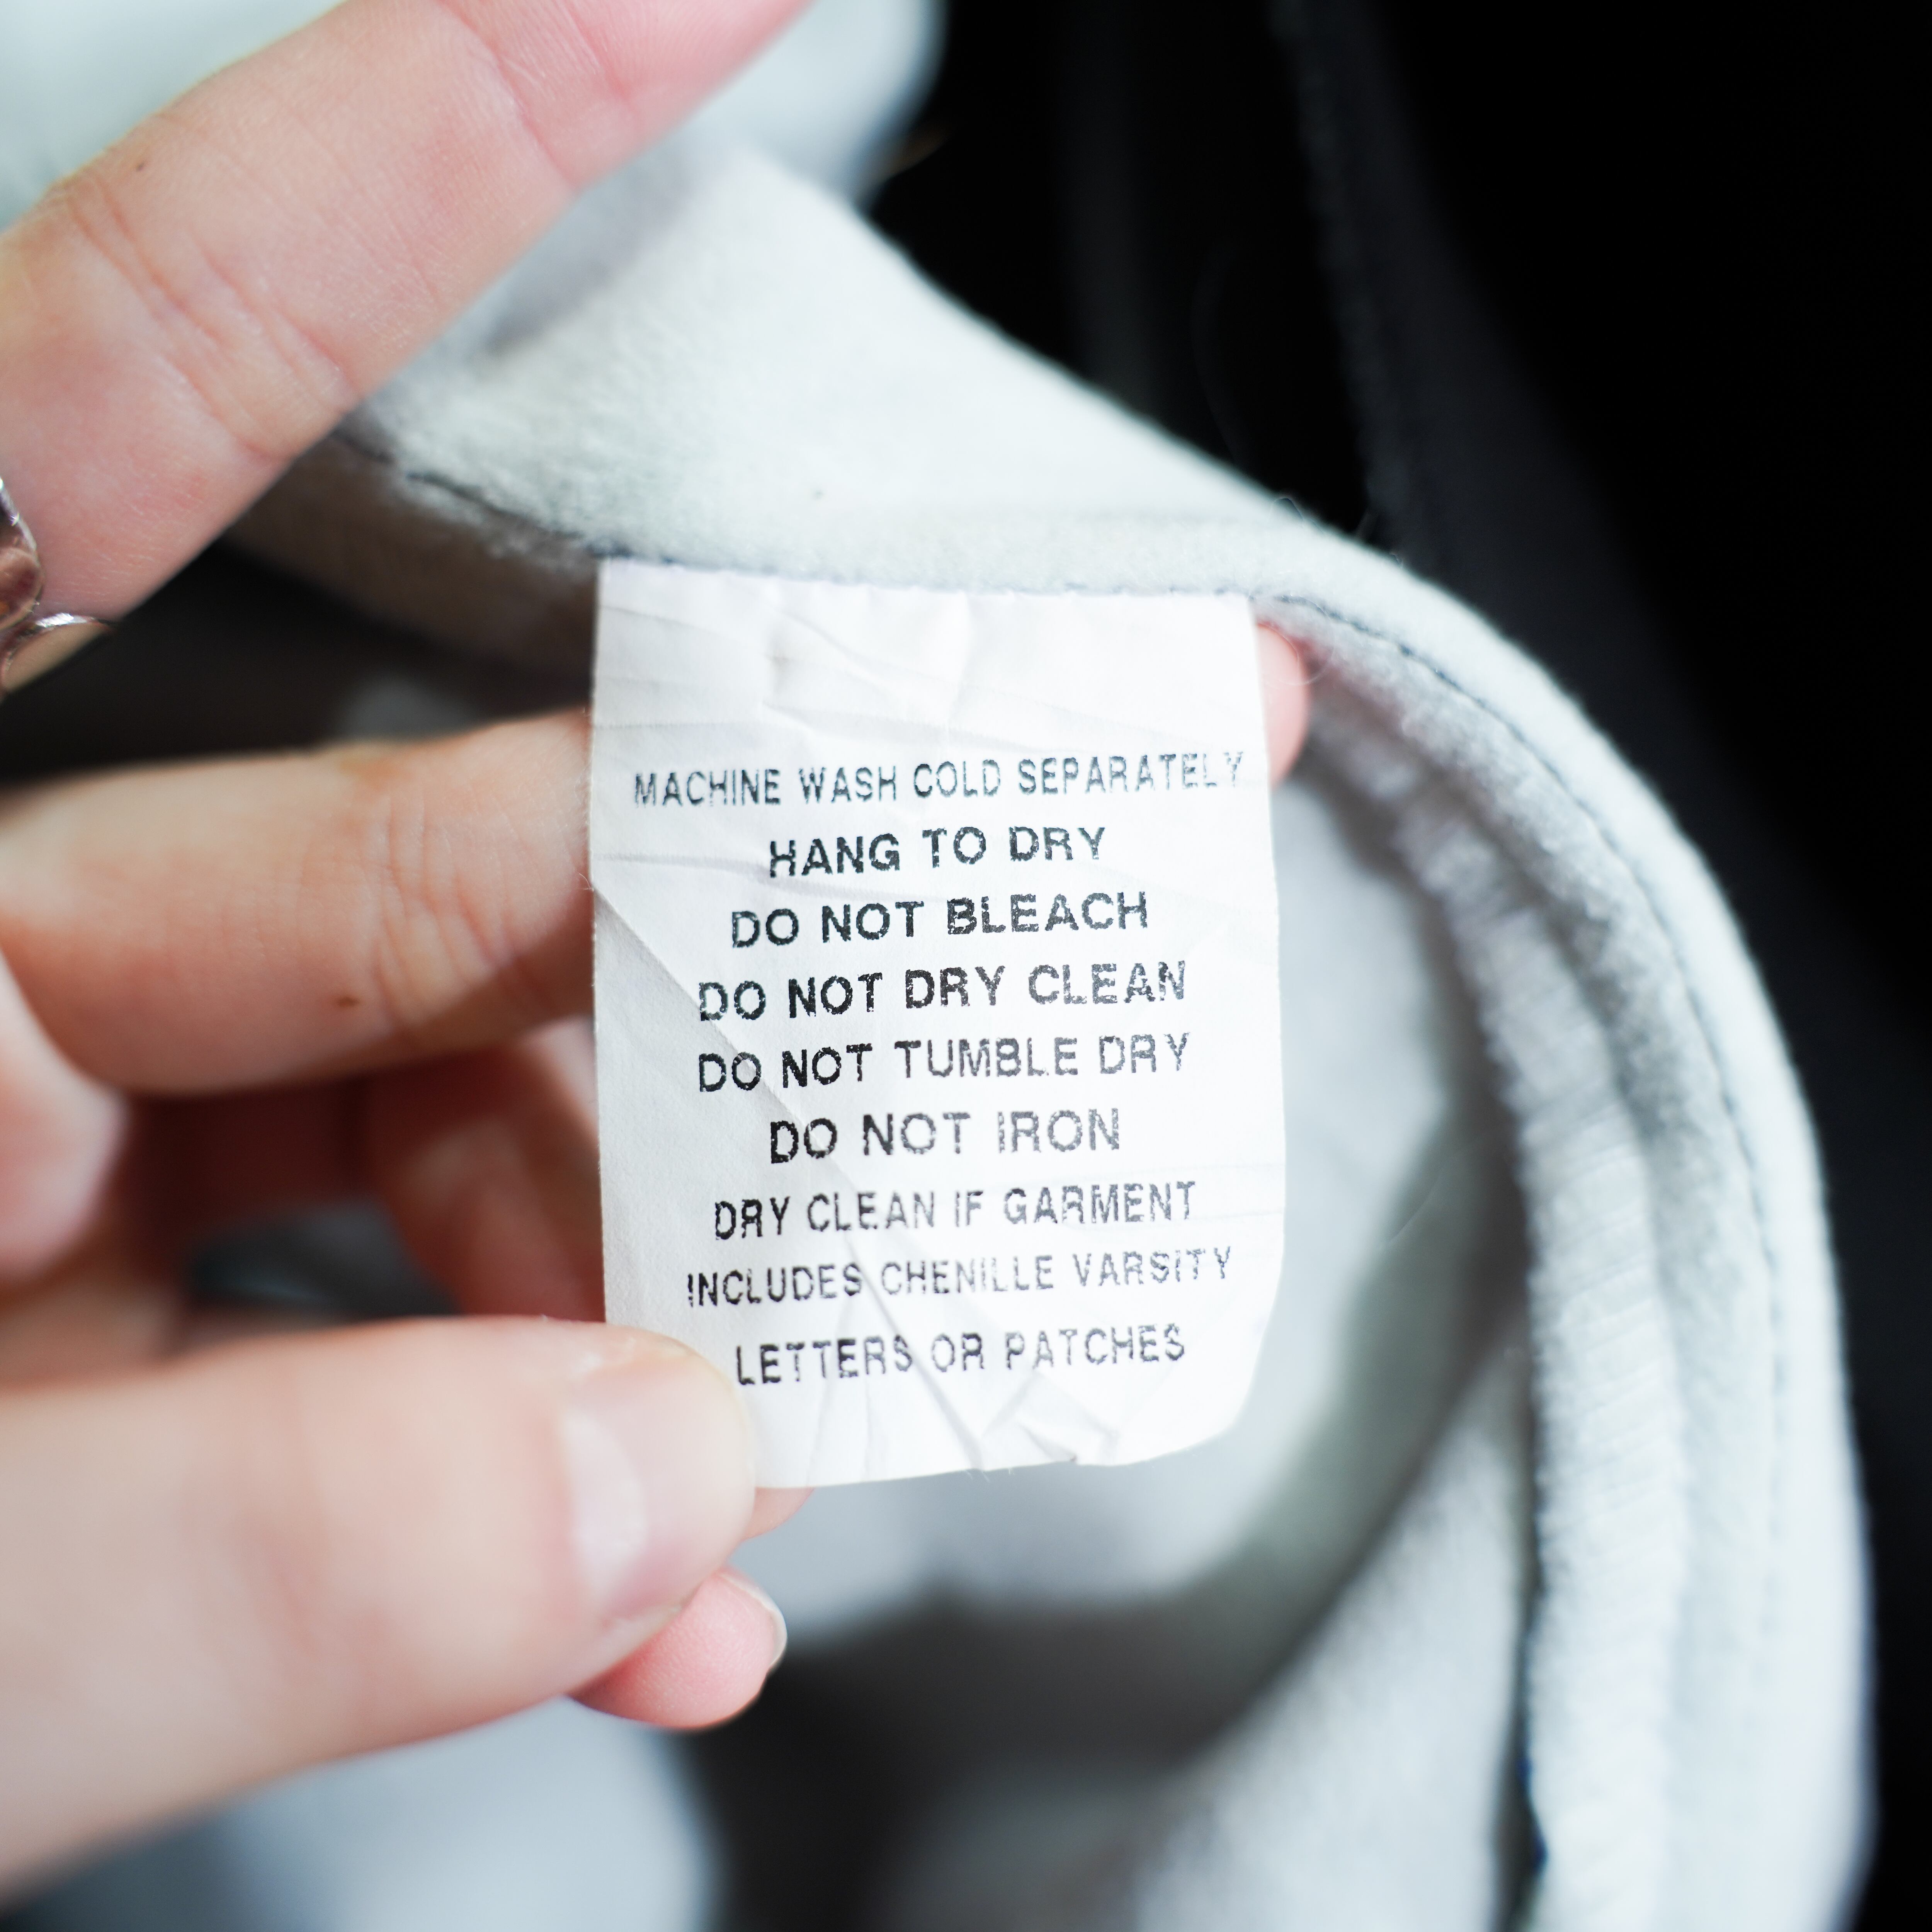 MACHINE WASH COLD SEPARATELY
HANG TO DRY
DO NOT BLEACH
DO NOT DRY CLEAN
DO NOT TUMBLE DRY
DO NOT IRON
DRY CLEAN IF GARMENT
INCLUDES CHENILLE VARSITY
LETTERS OR PATCHES